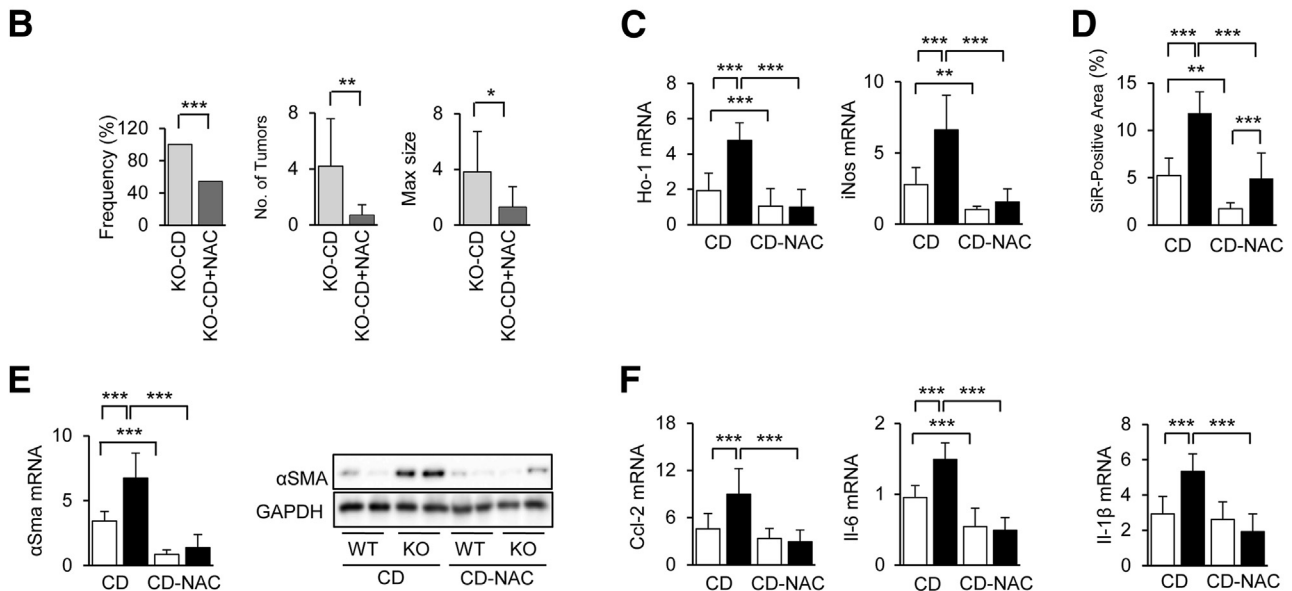 B
Frequency (%)
120
80
40
0
***
KO-CD
KO-CD+NAC
No. of Tumors
8
4
0
**
KO-CD
KO-CD+NAC
Max size
8
4
0
*
KO-CD
KO-CD+NAC
C
Ho-1 mRNA
8
6
4
2
0
*** ***
***
CD CD-NAC
iNos mRNA
10
5
0
*** ***
**
CD CD-NAC
D
SiR-Positive Area (%)
15
10
5
0
*** ***
**
***
CD CD-NAC
E
αSma mRNA
10
5
0
*** ***
***
CD CD-NAC
αSMA
GAPDH
WT KO WT KO
CD CD-NAC
F
Ccl-2 mRNA
18
12
6
0
*** ***
CD CD-NAC
Il-6 mRNA
2
1
0
*** ***
***
CD CD-NAC
Il-1β mRNA
8
6
4
2
0
*** ***
CD CD-NAC